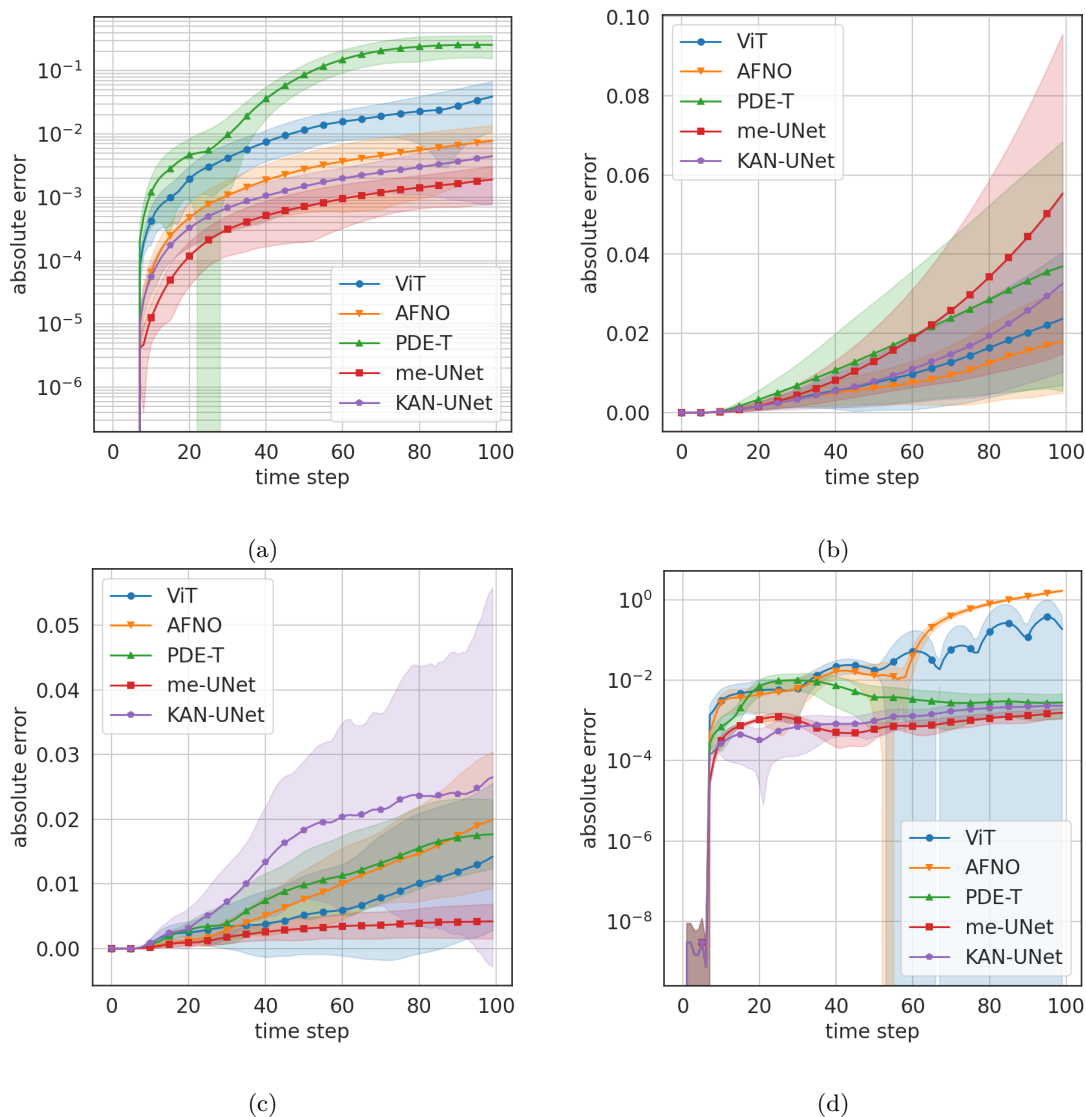 10⁻¹
10⁻²
10⁻³
10⁻⁴
10⁻⁵
10⁻⁶
absolute error
0 20 40 60 80 100
time step
ViT
AFNO
PDE-T
me-UNet
KAN-UNet
(a)
0.10
0.08
0.06
0.04
0.02
0.00
absolute error
0 20 40 60 80 100
time step
ViT
AFNO
PDE-T
me-UNet
KAN-UNet
(b)
0.05
0.04
0.03
0.02
0.01
0.00
absolute error
0 20 40 60 80 100
time step
ViT
AFNO
PDE-T
me-UNet
KAN-UNet
(c)
10⁰
10⁻²
10⁻⁴
10⁻⁶
10⁻⁸
absolute error
0 20 40 60 80 100
time step
ViT
AFNO
PDE-T
me-UNet
KAN-UNet
(d)